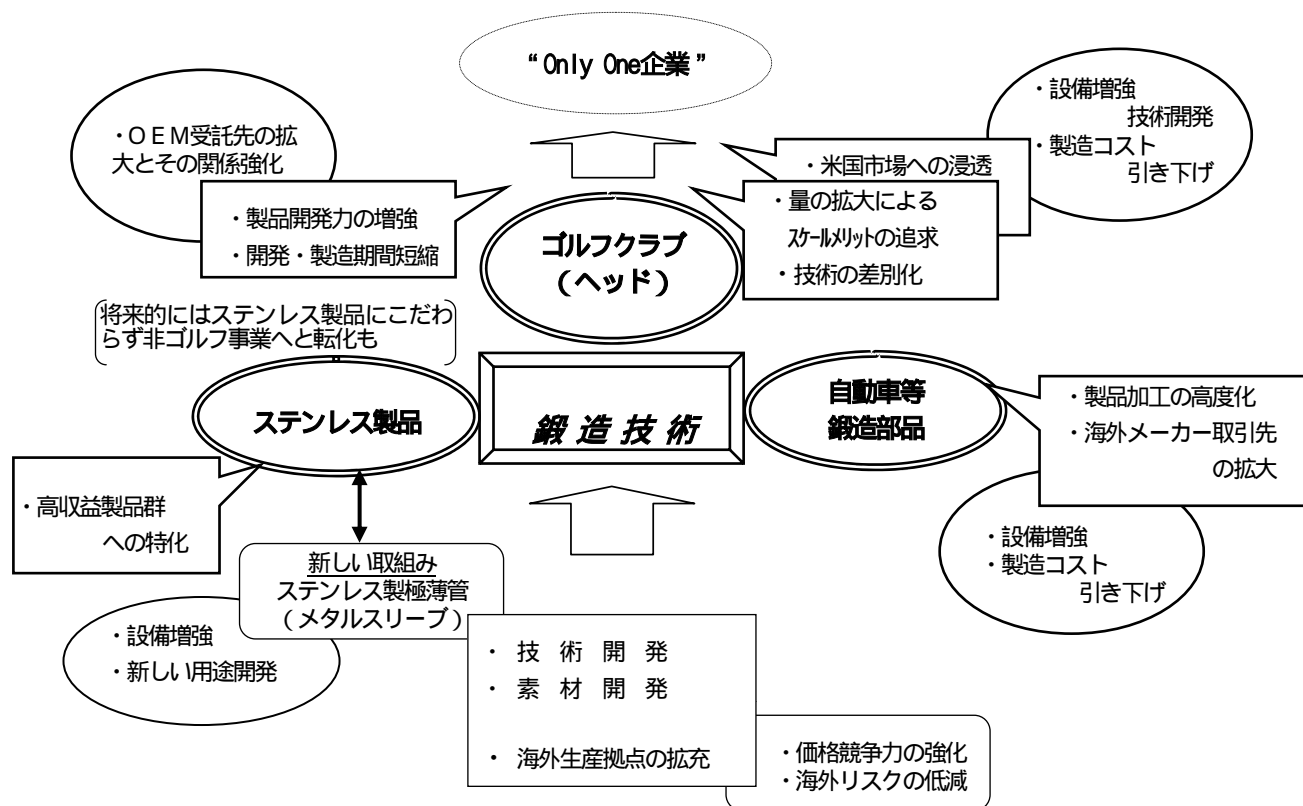 “Only One企業”
・ＯＥＭ受託先の拡
大とその関係強化
・製品開発力の増強
・開発・製造期間短縮
・設備増強
技術開発
・製造コスト
引き下げ
・米国市場への浸透
・量の拡大による
ｽｹｰﾙﾒﾘｯﾄの追求
・技術の差別化
ゴルフクラブ
（ヘッド）
将来的にはステンレス製品にこだわ
らず非ゴルフ事業へと転化も
ステンレス製品
鍛造技術
自動車等
鍛造部品
・製品加工の高度化
・海外メーカー取引先
の拡大
・高収益製品群
への特化
・設備増強
・製造コスト
引き下げ
新しい取組み
ステンレス製極薄管
（メタルスリーブ）
・設備増強
・新しい用途開発
・ 技 術 開 発
・ 素 材 開 発
・ 海外生産拠点の拡充
・価格競争力の強化
・海外リスクの低減